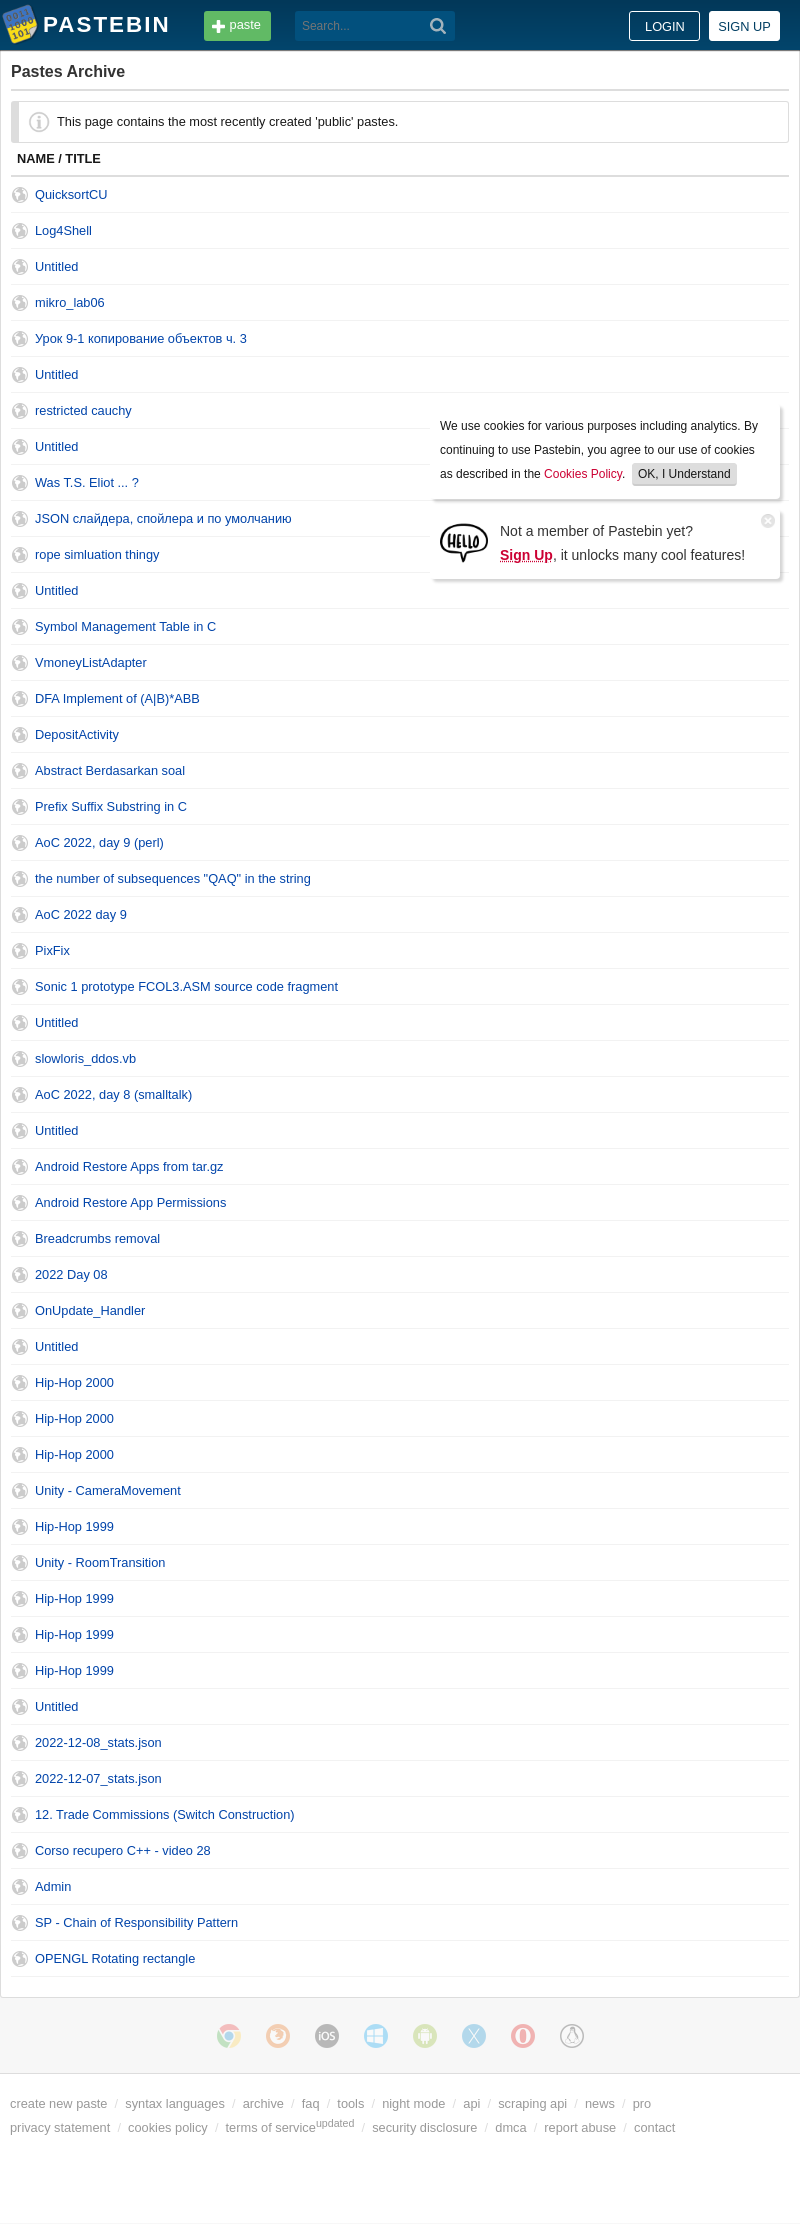 PASTEBIN paste Search... LOGIN SIGN UP
Pastes Archive
This page contains the most recently created 'public' pastes.
NAME / TITLE
QuicksortCU
Log4Shell
Untitled
mikro_lab06
Урок 9-1 копирование объектов ч. 3
Untitled
restricted cauchy
Untitled
Was T.S. Eliot ... ?
JSON слайдера, спойлера и по умолчанию
rope simluation thingy
Untitled
We use cookies for various purposes including analytics. By
continuing to use Pastebin, you agree to our use of cookies
as described in the Cookies Policy. OK, I Understand
HELLO
Not a member of Pastebin yet?
Sign Up, it unlocks many cool features!
Symbol Management Table in C
VmoneyListAdapter
DFA Implement of (A|B)*ABB
DepositActivity
Abstract Berdasarkan soal
Prefix Suffix Substring in C
AoC 2022, day 9 (perl)
the number of subsequences "QAQ" in the string
AoC 2022 day 9
PixFix
Sonic 1 prototype FCOL3.ASM source code fragment
Untitled
slowloris_ddos.vb
AoC 2022, day 8 (smalltalk)
Untitled
Android Restore Apps from tar.gz
Android Restore App Permissions
Breadcrumbs removal
2022 Day 08
OnUpdate_Handler
Untitled
Hip-Hop 2000
Hip-Hop 2000
Hip-Hop 2000
Unity - CameraMovement
Hip-Hop 1999
Unity - RoomTransition
Hip-Hop 1999
Hip-Hop 1999
Hip-Hop 1999
Untitled
2022-12-08_stats.json
2022-12-07_stats.json
12. Trade Commissions (Switch Construction)
Corso recupero C++ - video 28
Admin
SP - Chain of Responsibility Pattern
OPENGL Rotating rectangle
iOS
create new paste / syntax languages / archive / faq / tools / night mode / api / scraping api / news / pro
privacy statement / cookies policy / terms of service updated / security disclosure / dmca / report abuse / contact